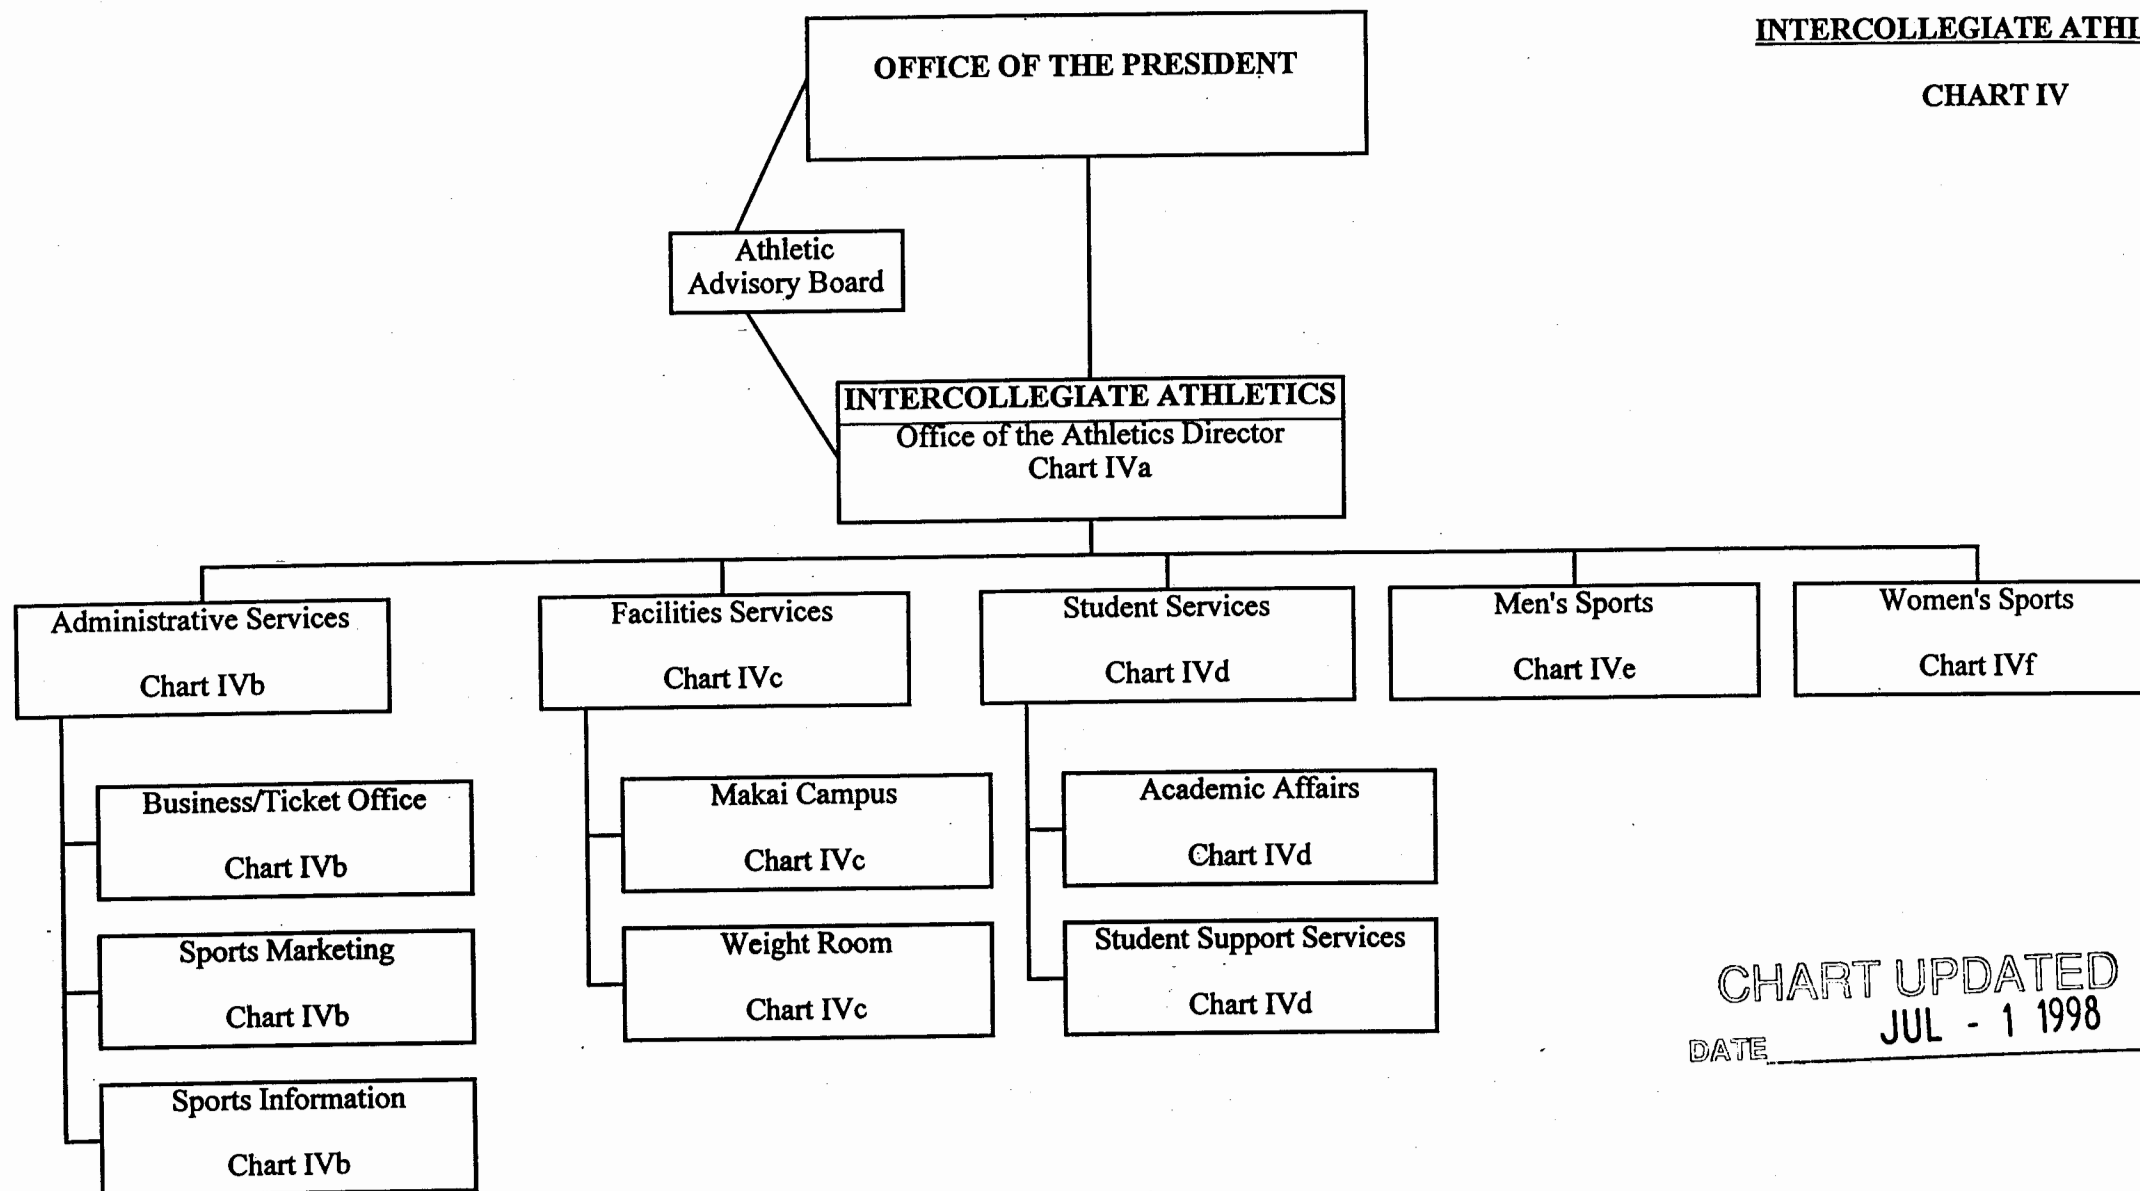 INTERCOLLEGIATE ATHL
CHART IV
OFFICE OF THE PRESIDENT
Athletic
Advisory Board
INTERCOLLEGIATE ATHLETICS
Office of the Athletics Director
Chart IVa
Administrative Services
Chart IVb
Facilities Services
Chart IVc
Student Services
Chart IVd
Men's Sports
Chart IVe
Women's Sports
Chart IVf
Business/Ticket Office
Chart IVb
Sports Marketing
Chart IVb
Sports Information
Chart IVb
Makai Campus
Chart IVc
Weight Room
Chart IVc
Academic Affairs
Chart IVd
Student Support Services
Chart IVd
CHART UPDATED
DATE JUL - 1 1998